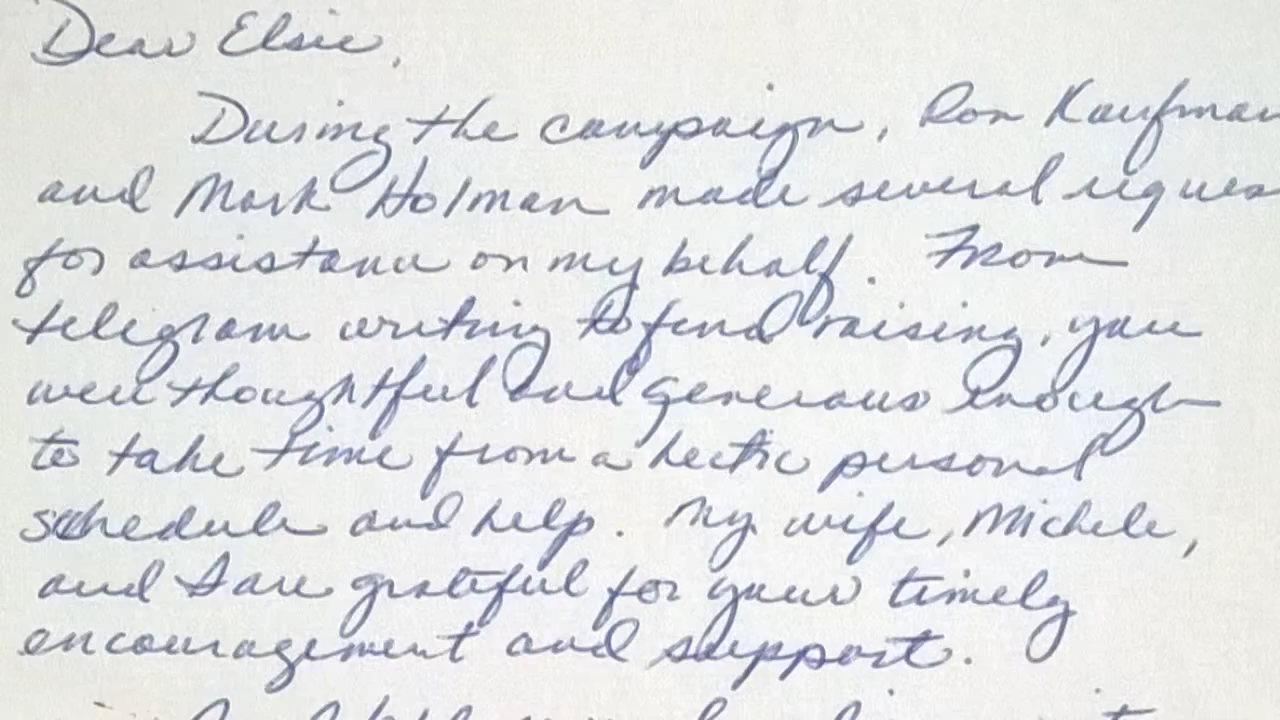 Dear Elsie,
During the campaign, Ron Kaufman
and Mark Holman made several reques
for assistance on my behalf. From
telegram writing to fund raising, you
were thoughtful and generous enough
to take time from a hectic personal
schedule and help. My wife, Michele,
and I are grateful for your timely
encouragement and support.